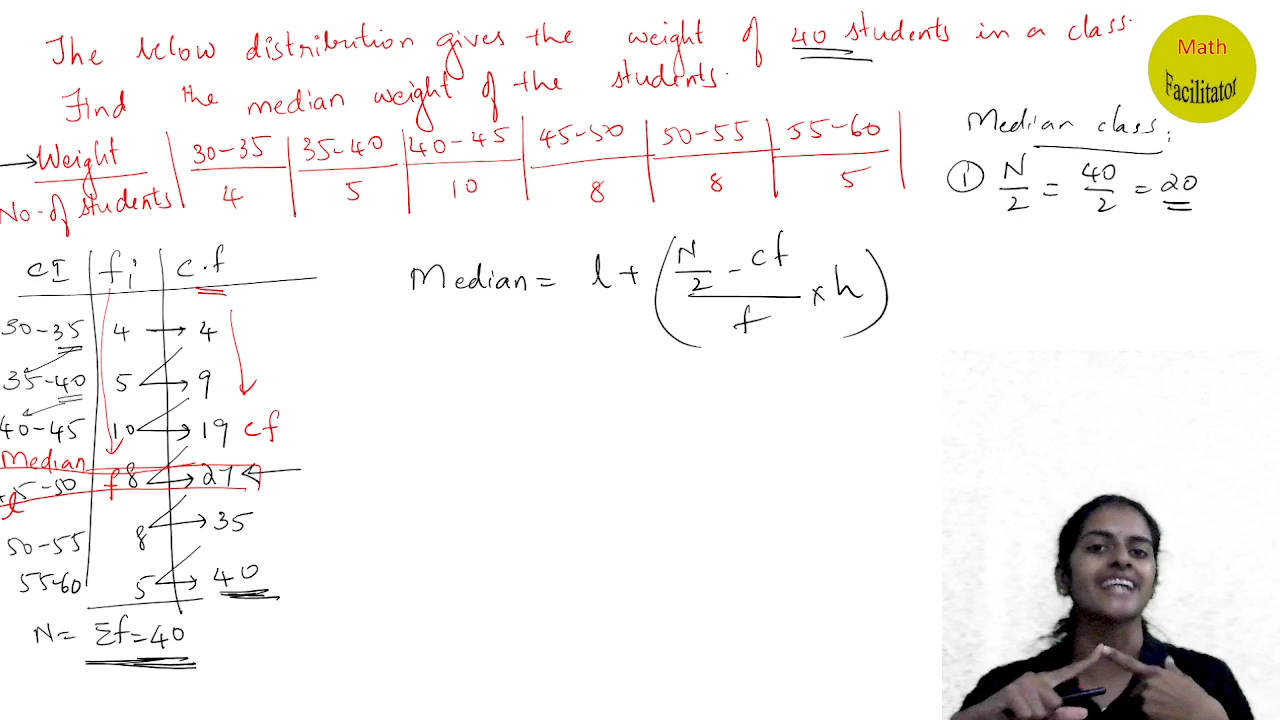 The below distribution gives the weight of 40 students in a class.
Find the median weight of the students.
Math
Facilitator
Weight | 30-35 | 35-40 | 40-45 | 45-50 | 50-55 | 55-60
No. of students | 4 | 5 | 10 | 8 | 8 | 5
Median class:
① N/2 = 40/2 = 20
Median = l + (N/2 - cf / f × h)
CI | fi | c.f
30-35 | 4 → 4
35-40 | 5 → 9
40-45 | 10 → 19 cf
Median
l 45-50 | f 8 → 27 ←
50-55 | 8 → 35
55-60 | 5 → 40
N = Σf=40